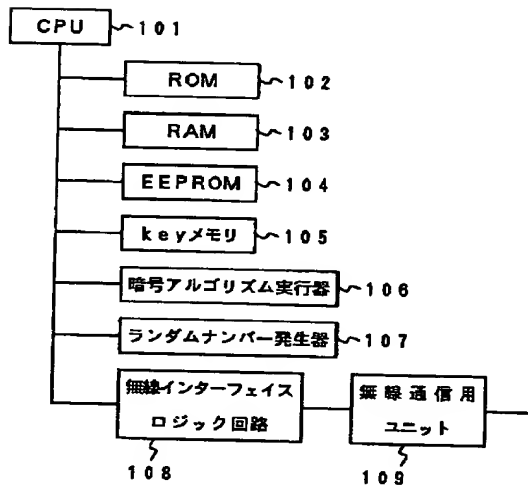 CPU 101
ROM 102
RAM 103
EEPROM 104
keyメモリ 105
暗号アルゴリズム実行器 106
ランダムナンバー発生器 107
無線インターフェイス
ロジック回路
108
無線通信用
ユニット
109